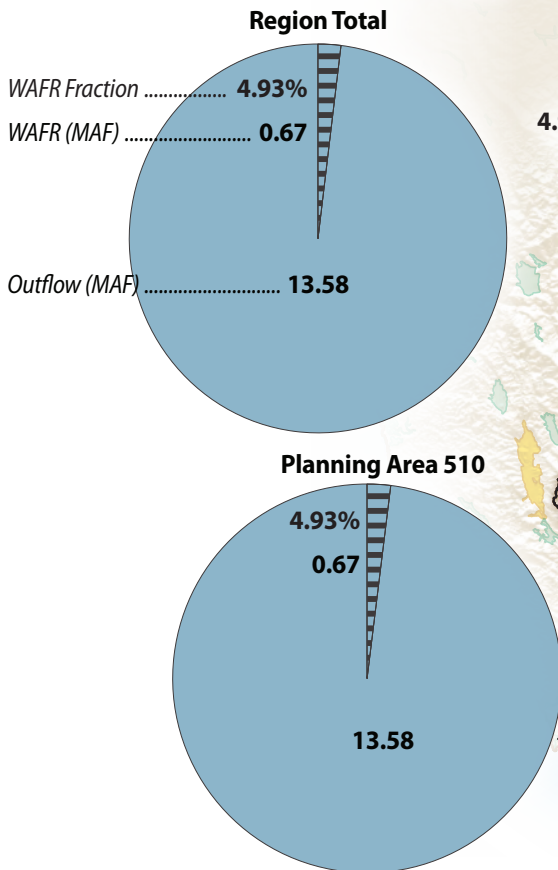 Region Total
WAFR Fraction ................ 4.93%
WAFR (MAF) ........................ 0.67
Outflow (MAF) .......................... 13.58
4.
Planning Area 510
4.93%
0.67
13.58